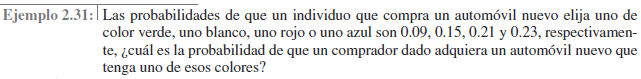 Ejemplo 2.31: Las probabilidades de que un individuo que compra un automóvil nuevo elija uno de
color verde, uno blanco, uno rojo o uno azul son 0.09, 0.15, 0.21 y 0.23, respectivamen-
te, ¿cuál es la probabilidad de que un comprador dado adquiera un automóvil nuevo que
tenga uno de esos colores?